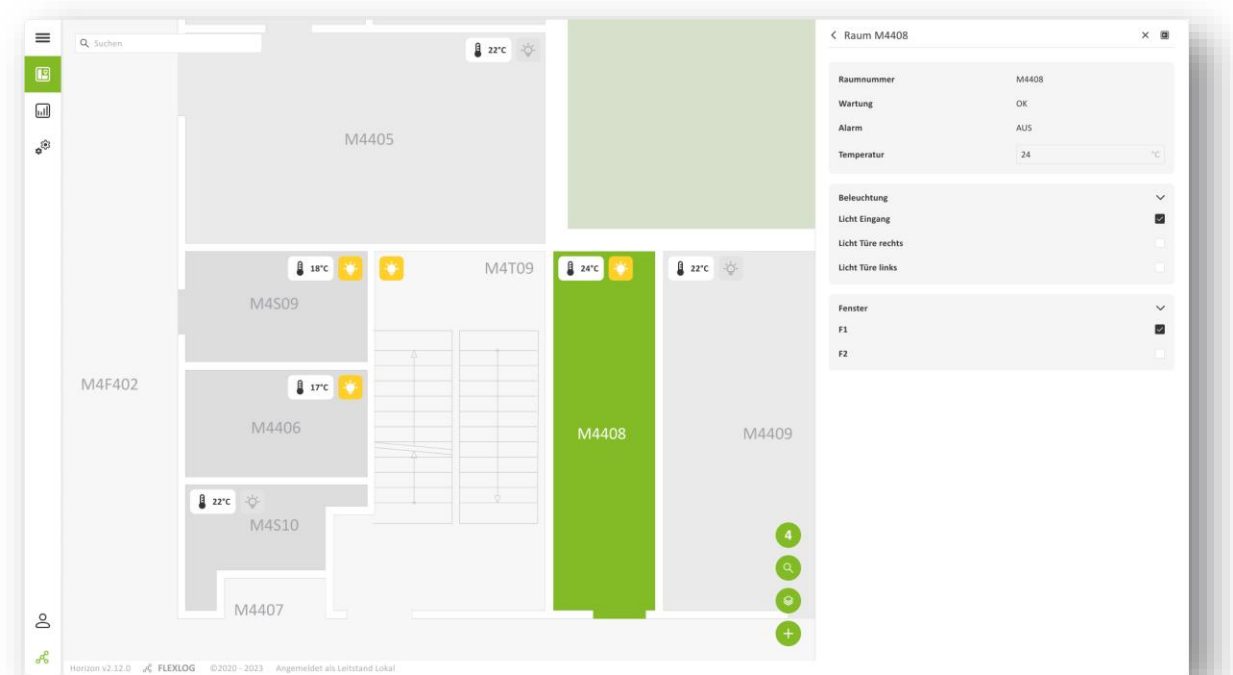 Suchen
22°C
M4405
18°C
M4S09
M4T09
24°C
22°C
M4F402
17°C
M4406
M4408
M4409
22°C
M4S10
M4407
4
Horizon v2.12.0 FLEXLOG ©2020 - 2023 Angemeldet als Leitstand Lokal
Raum M4408
Raumnummer M4408
Wartung OK
Alarm AUS
Temperatur 24 °C
Beleuchtung
Licht Eingang
Licht Türe rechts
Licht Türe links
Fenster
F1
F2